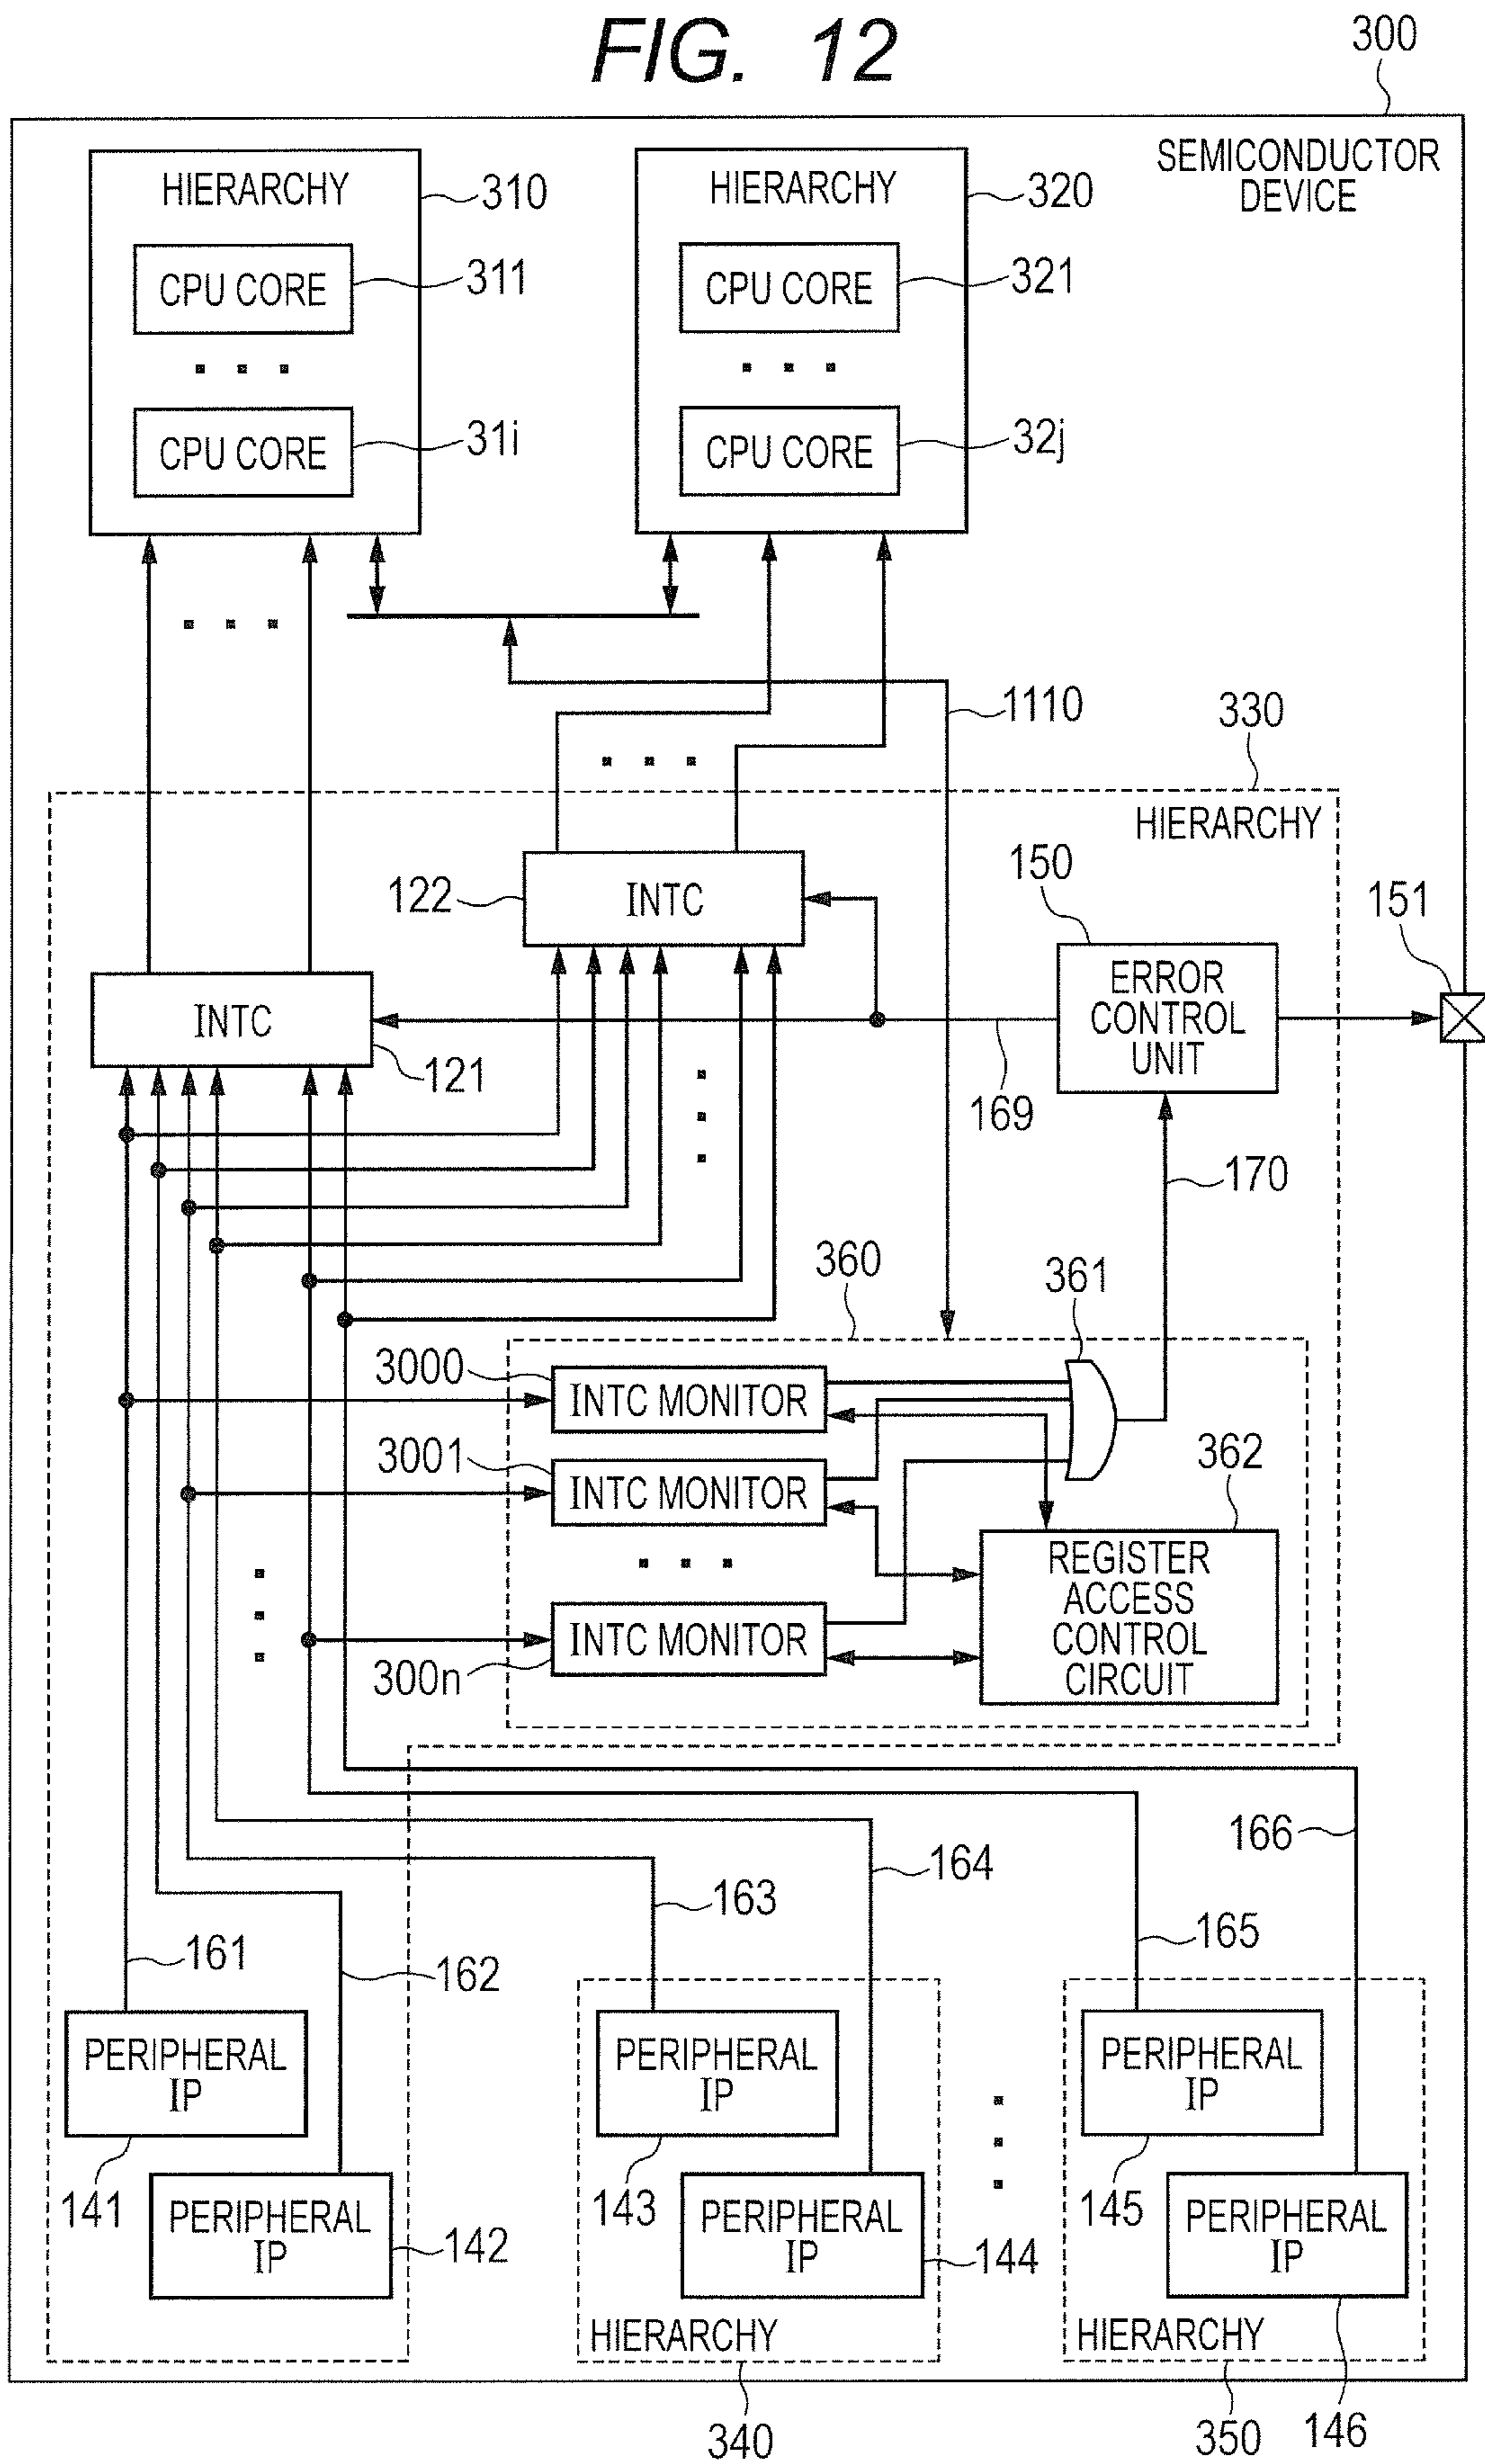 FIG. 12
300
SEMICONDUCTOR
DEVICE
HIERARCHY
310
CPU CORE
311
CPU CORE
31i
HIERARCHY
320
CPU CORE
321
CPU CORE
32j
1110
330
HIERARCHY
122
INTC
150
ERROR
CONTROL
UNIT
151
INTC
121
169
170
360
361
3000
INTC MONITOR
3001
INTC MONITOR
362
REGISTER
ACCESS
CONTROL
CIRCUIT
INTC MONITOR
300n
166
164
163
165
161
162
PERIPHERAL
IP
141
PERIPHERAL
IP
142
PERIPHERAL
IP
143
PERIPHERAL
IP
144
HIERARCHY
340
PERIPHERAL
IP
145
PERIPHERAL
IP
146
HIERARCHY
350